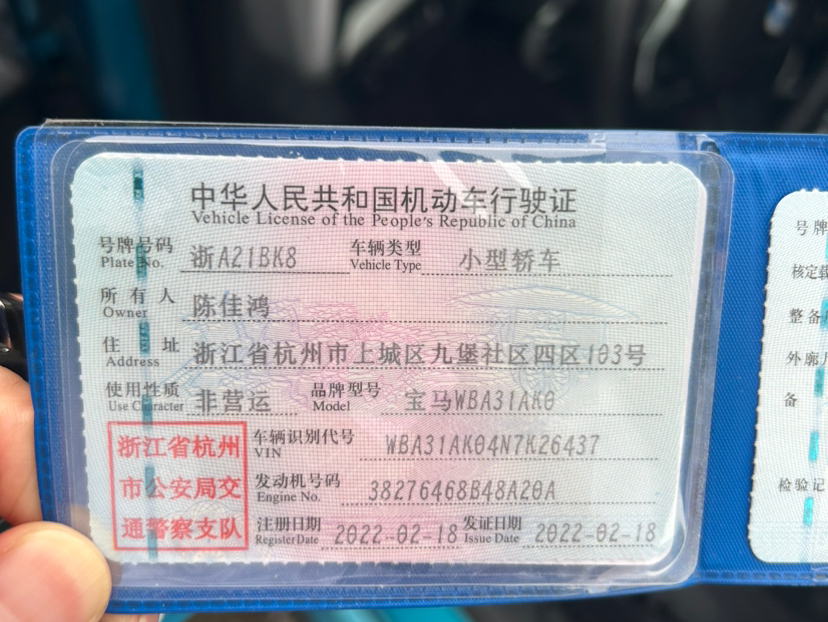 中华人民共和国机动车行驶证
Vehicle License of the People's Republic of China
号牌号码 浙A21BK8 车辆类型 小型轿车
Plate No. Vehicle Type
所有人 陈佳鸿
Owner
住址 浙江省杭州市上城区九堡社区四区103号
Address
使用性质 非营运 品牌型号 宝马WBA31AK0
Use Character Model
浙江省杭州
市公安局交
通警察支队
车辆识别代号 WBA31AK04N7K26437
VIN
发动机号码 38276468B48A20A
Engine No.
注册日期 2022-02-18 发证日期 2022-02-18
Register Date Issue Date
号牌
核定载
整备
外廓
备
检验记